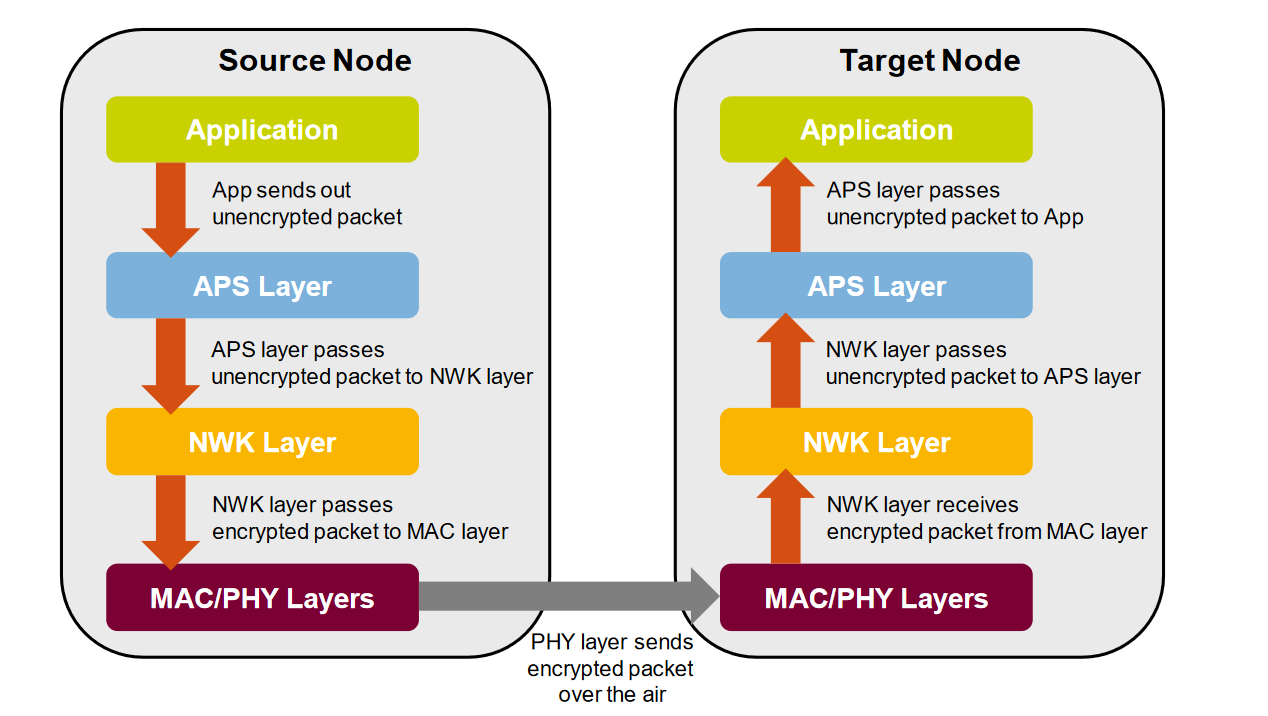 Source Node
Application
App sends out
unencrypted packet
APS Layer
APS layer passes
unencrypted packet to NWK layer
NWK Layer
NWK layer passes
encrypted packet to MAC layer
MAC/PHY Layers
PHY layer sends
encrypted packet
over the air
Target Node
Application
APS layer passes
unencrypted packet to App
APS Layer
NWK layer passes
unencrypted packet to APS layer
NWK Layer
NWK layer receives
encrypted packet from MAC layer
MAC/PHY Layers